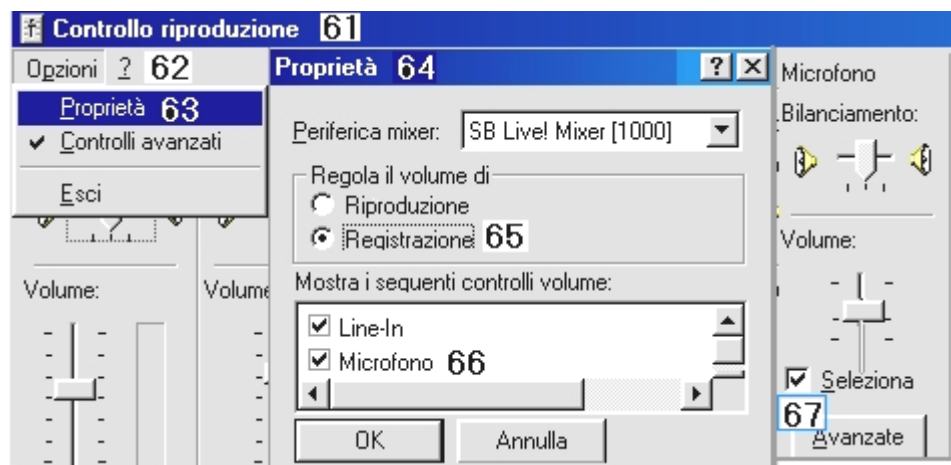 Controllo riproduzione 61
Opzioni ? 62
Proprietà 63
Controlli avanzati
Esci
Volume:
Volume
Proprietà 64
Periferica mixer: SB Live! Mixer [1000]
Regola il volume di
Riproduzione
Registrazione 65
Mostra i seguenti controlli volume:
Line-In
Microfono 66
OK Annulla
Microfono
Bilanciamento:
Volume:
Seleziona
67
Avanzate